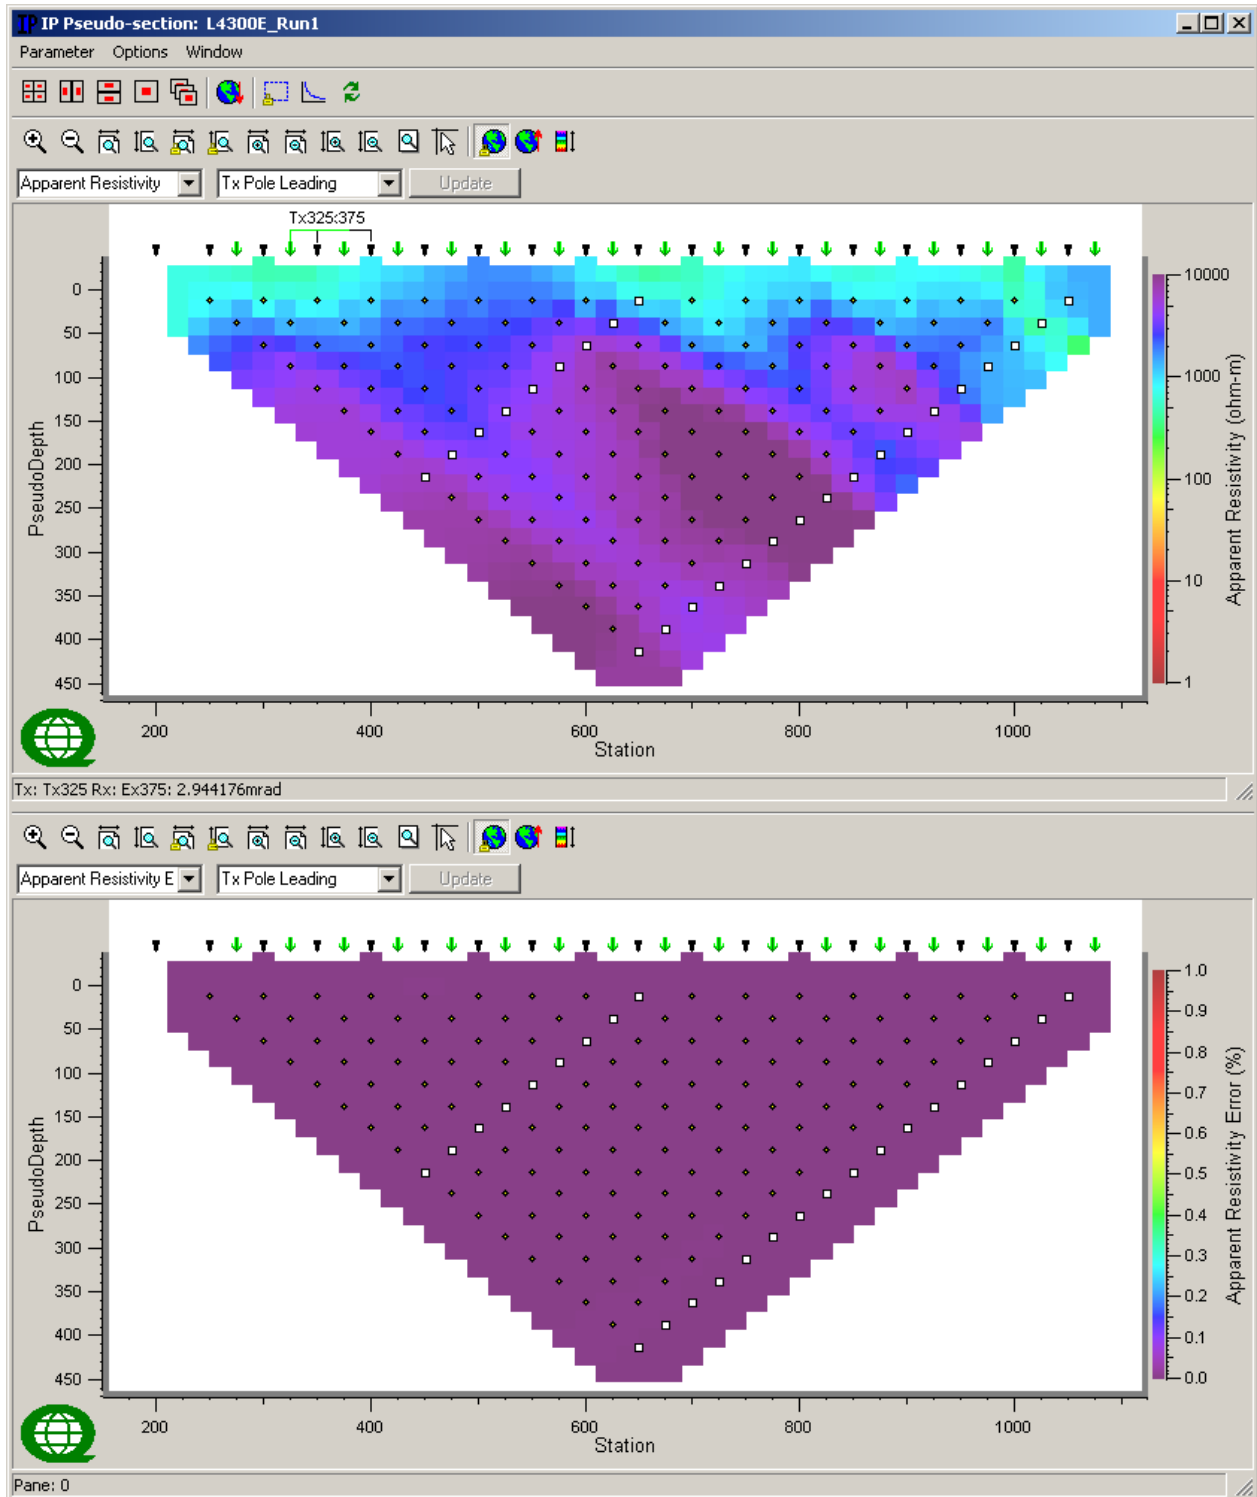 IP Pseudo-section: L4300E_Run1
Parameter Options Window
Apparent Resistivity Tx Pole Leading Update
Tx325:375
0
50
100
150
200
250
300
350
400
450
PseudoDepth
200 400 600 800 1000
Station
10000
1000
100
10
1
Apparent Resistivity (ohm-m)
Tx: Tx325 Rx: Ex375: 2.944176mrad
Apparent Resistivity E Tx Pole Leading Update
0
50
100
150
200
250
300
350
400
450
PseudoDepth
200 400 600 800 1000
Station
1.0
0.9
0.8
0.7
0.6
0.5
0.4
0.3
0.2
0.1
0.0
Apparent Resistivity Error (%)
Pane: 0